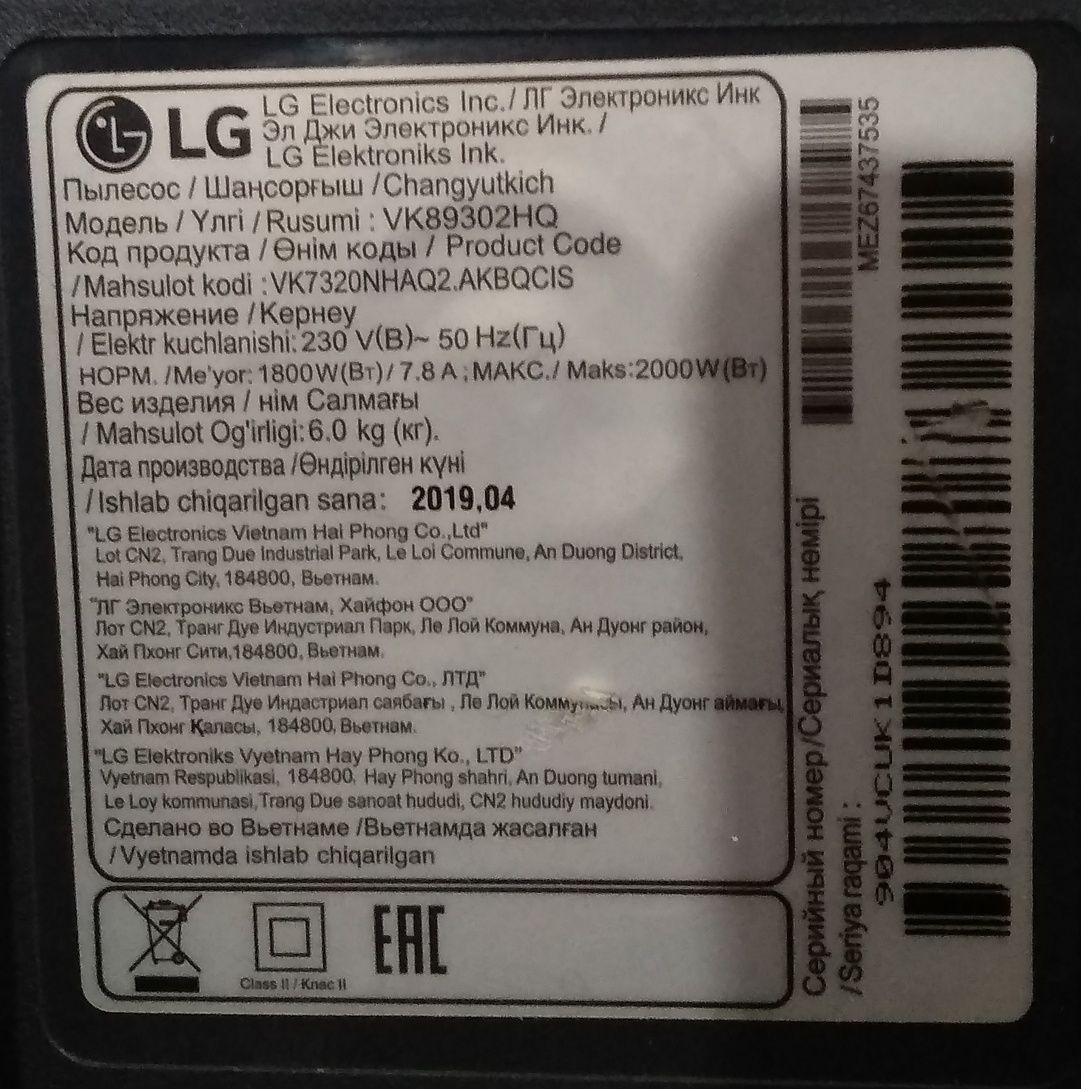 LG
LG Electronics Inc./ ЛГ Электроникс Инк
Эл Джи Электроникс Инк. /
LG Elektroniks Ink.
Пылесос / Шаңсорғыш /Changyutkich
Модель / Үлгі / Rusumi : VK89302HQ
Код продукта / Өнім коды / Product Code
/Mahsulot kodi :VK7320NHAQ2.AKBQCIS
Напряжение /Кернеу
/ Elektr kuchlanishi: 230 V(В)~ 50 Hz(Гц)
НОРМ. /Me'yor: 1800W(Вт)/ 7.8 A ; МАКС./ Maks:2000W(Вт)
Вес изделия / нім Салмағы
/ Mahsulot Og'irligi: 6.0 kg (кг).
Дата производства /Өндірілген күні
/Ishlab chiqarilgan sana: 2019,04
"LG Electronics Vietnam Hai Phong Co.,Ltd"
Lot CN2, Trang Due Industrial Park, Le Loi Commune, An Duong District,
Hai Phong City, 184800, Вьетнам.
"ЛГ Электроникс Вьетнам, Хайфон ООО"
Лот CN2, Транг Дуе Индустриал Парк, Ле Лой Коммуна, Ан Дуонг район,
Хай Пхонг Сити,184800, Вьетнам.
"LG Electronics Vietnam Hai Phong Co., ЛТД"
Лот CN2, Транг Дуе Индастриал саябағы , Ле Лой Ан Дуонг аймағы,
Хай Пхонг Қаласы, 184800, Вьетнам.
"LG Elektroniks Vyetnam Hay Phong Ko., LTD"
Vyetnam Respublikasi, 184800, Hay Phong shahri, An Duong tumani,
Le Loy kommunasi, Trang Due sanoat hududi, CN2 hududiy maydoni.
Сделано во Вьетнаме /Вьетнамда жасалған
/ Vyetnamda ishlab chiqarilgan
Class II / Клас II
EAC
MEZ67437535
Серийный номер/Сериалық нөмірі
/Seriya raqami :
904VCUK1D894